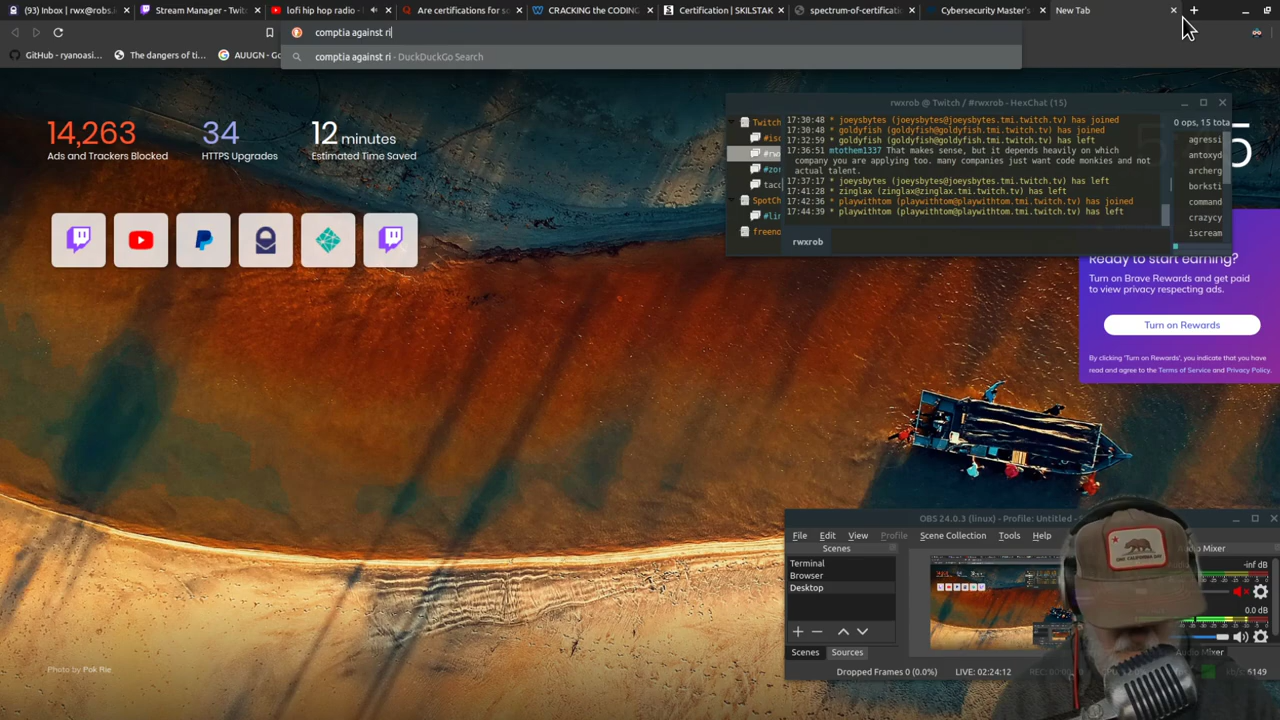 (93) Inbox | rwx@robs.i
Stream Manager - Twits
lofi hip hop radio -
Are certifications for sc
CRACKING the CODING
Certification | SKILSTAK
spectrum-of-certificati
Cybersecurity Master's
New Tab
comptia against ri
GitHub - ryanoasi
The dangers of ti...
AUUGN - Gc
comptia against ri - DuckDuckGo Search
14,263
Ads and Trackers Blocked
34
HTTPS Upgrades
12 minutes
Estimated Time Saved
rwxrob @ Twitch / #rwxrob - HexChat (15)
Twitch
#isc
#rw
#zor
tacc
SpotCh
#lin
freeno
17:30:48 * joeysbytes (joeysbytes@joeysbytes.tmi.twitch.tv) has joined
17:30:48 * goldyfish (goldyfish@goldyfish.tmi.twitch.tv) has joined
17:32:59 * goldyfish (goldyfish@goldyfish.tmi.twitch.tv) has left
17:36:51 mtothem1337 That makes sense, but it depends heavily on which
company you are applying too. many companies just want code monkies and not
actual talent.
17:37:17 * joeysbytes (joeysbytes@joeysbytes.tmi.twitch.tv) has left
17:41:28 * zinglax (zinglax@zinglax.tmi.twitch.tv) has left
17:42:36 * playwithtom (playwithtom@playwithtom.tmi.twitch.tv) has joined
17:44:39 * playwithtom (playwithtom@playwithtom.tmi.twitch.tv) has left
rwxrob
0 ops, 15 tota
agressi
antoxyd
archerg
borksti
command
crazycy
iscream
Ready to start earning?
Turn on Brave Rewards and get paid
to view privacy respecting ads.
Turn on Rewards
By clicking 'Turn on Rewards', you indicate that you have
read and agree to the Terms of Service and Privacy Policy.
OBS 24.0.3 (linux) - Profile: Untitled -
File Edit View Profile Scene Collection Tools Help
Scenes
Terminal
Browser
Desktop
Scenes Sources
Audio Mixer
-inf dB
0.0 dB
Audio Mixer
Dropped Frames 0 (0.0%)
LIVE: 02:24:12
Photo by Pok Rie